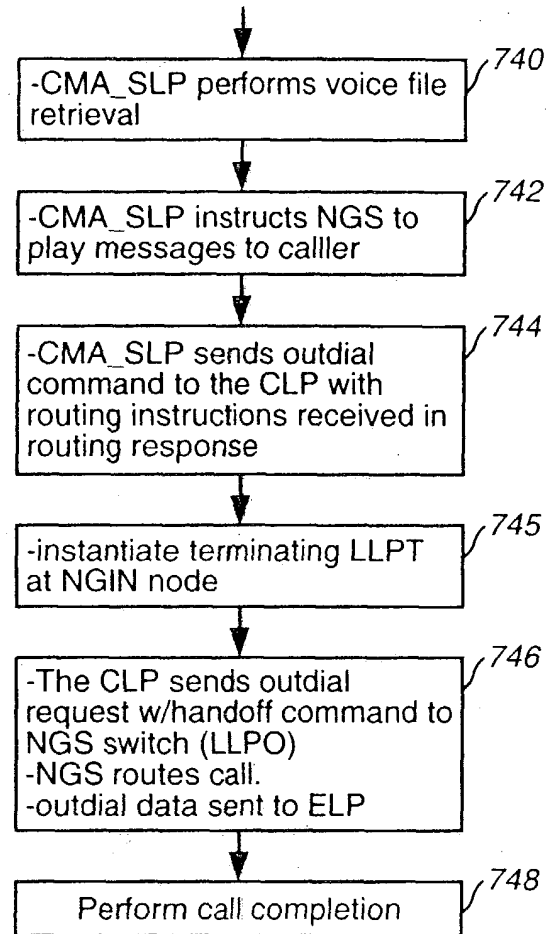 740
-CMA_SLP performs voice file
retrieval
742
-CMA_SLP instructs NGS to
play messages to calller
744
-CMA_SLP sends outdial
command to the CLP with
routing instructions received in
routing response
745
-instantiate terminating LLPT
at NGIN node
746
-The CLP sends outdial
request w/handoff command to
NGS switch (LLPO)
-NGS routes call.
-outdial data sent to ELP
748
Perform call completion